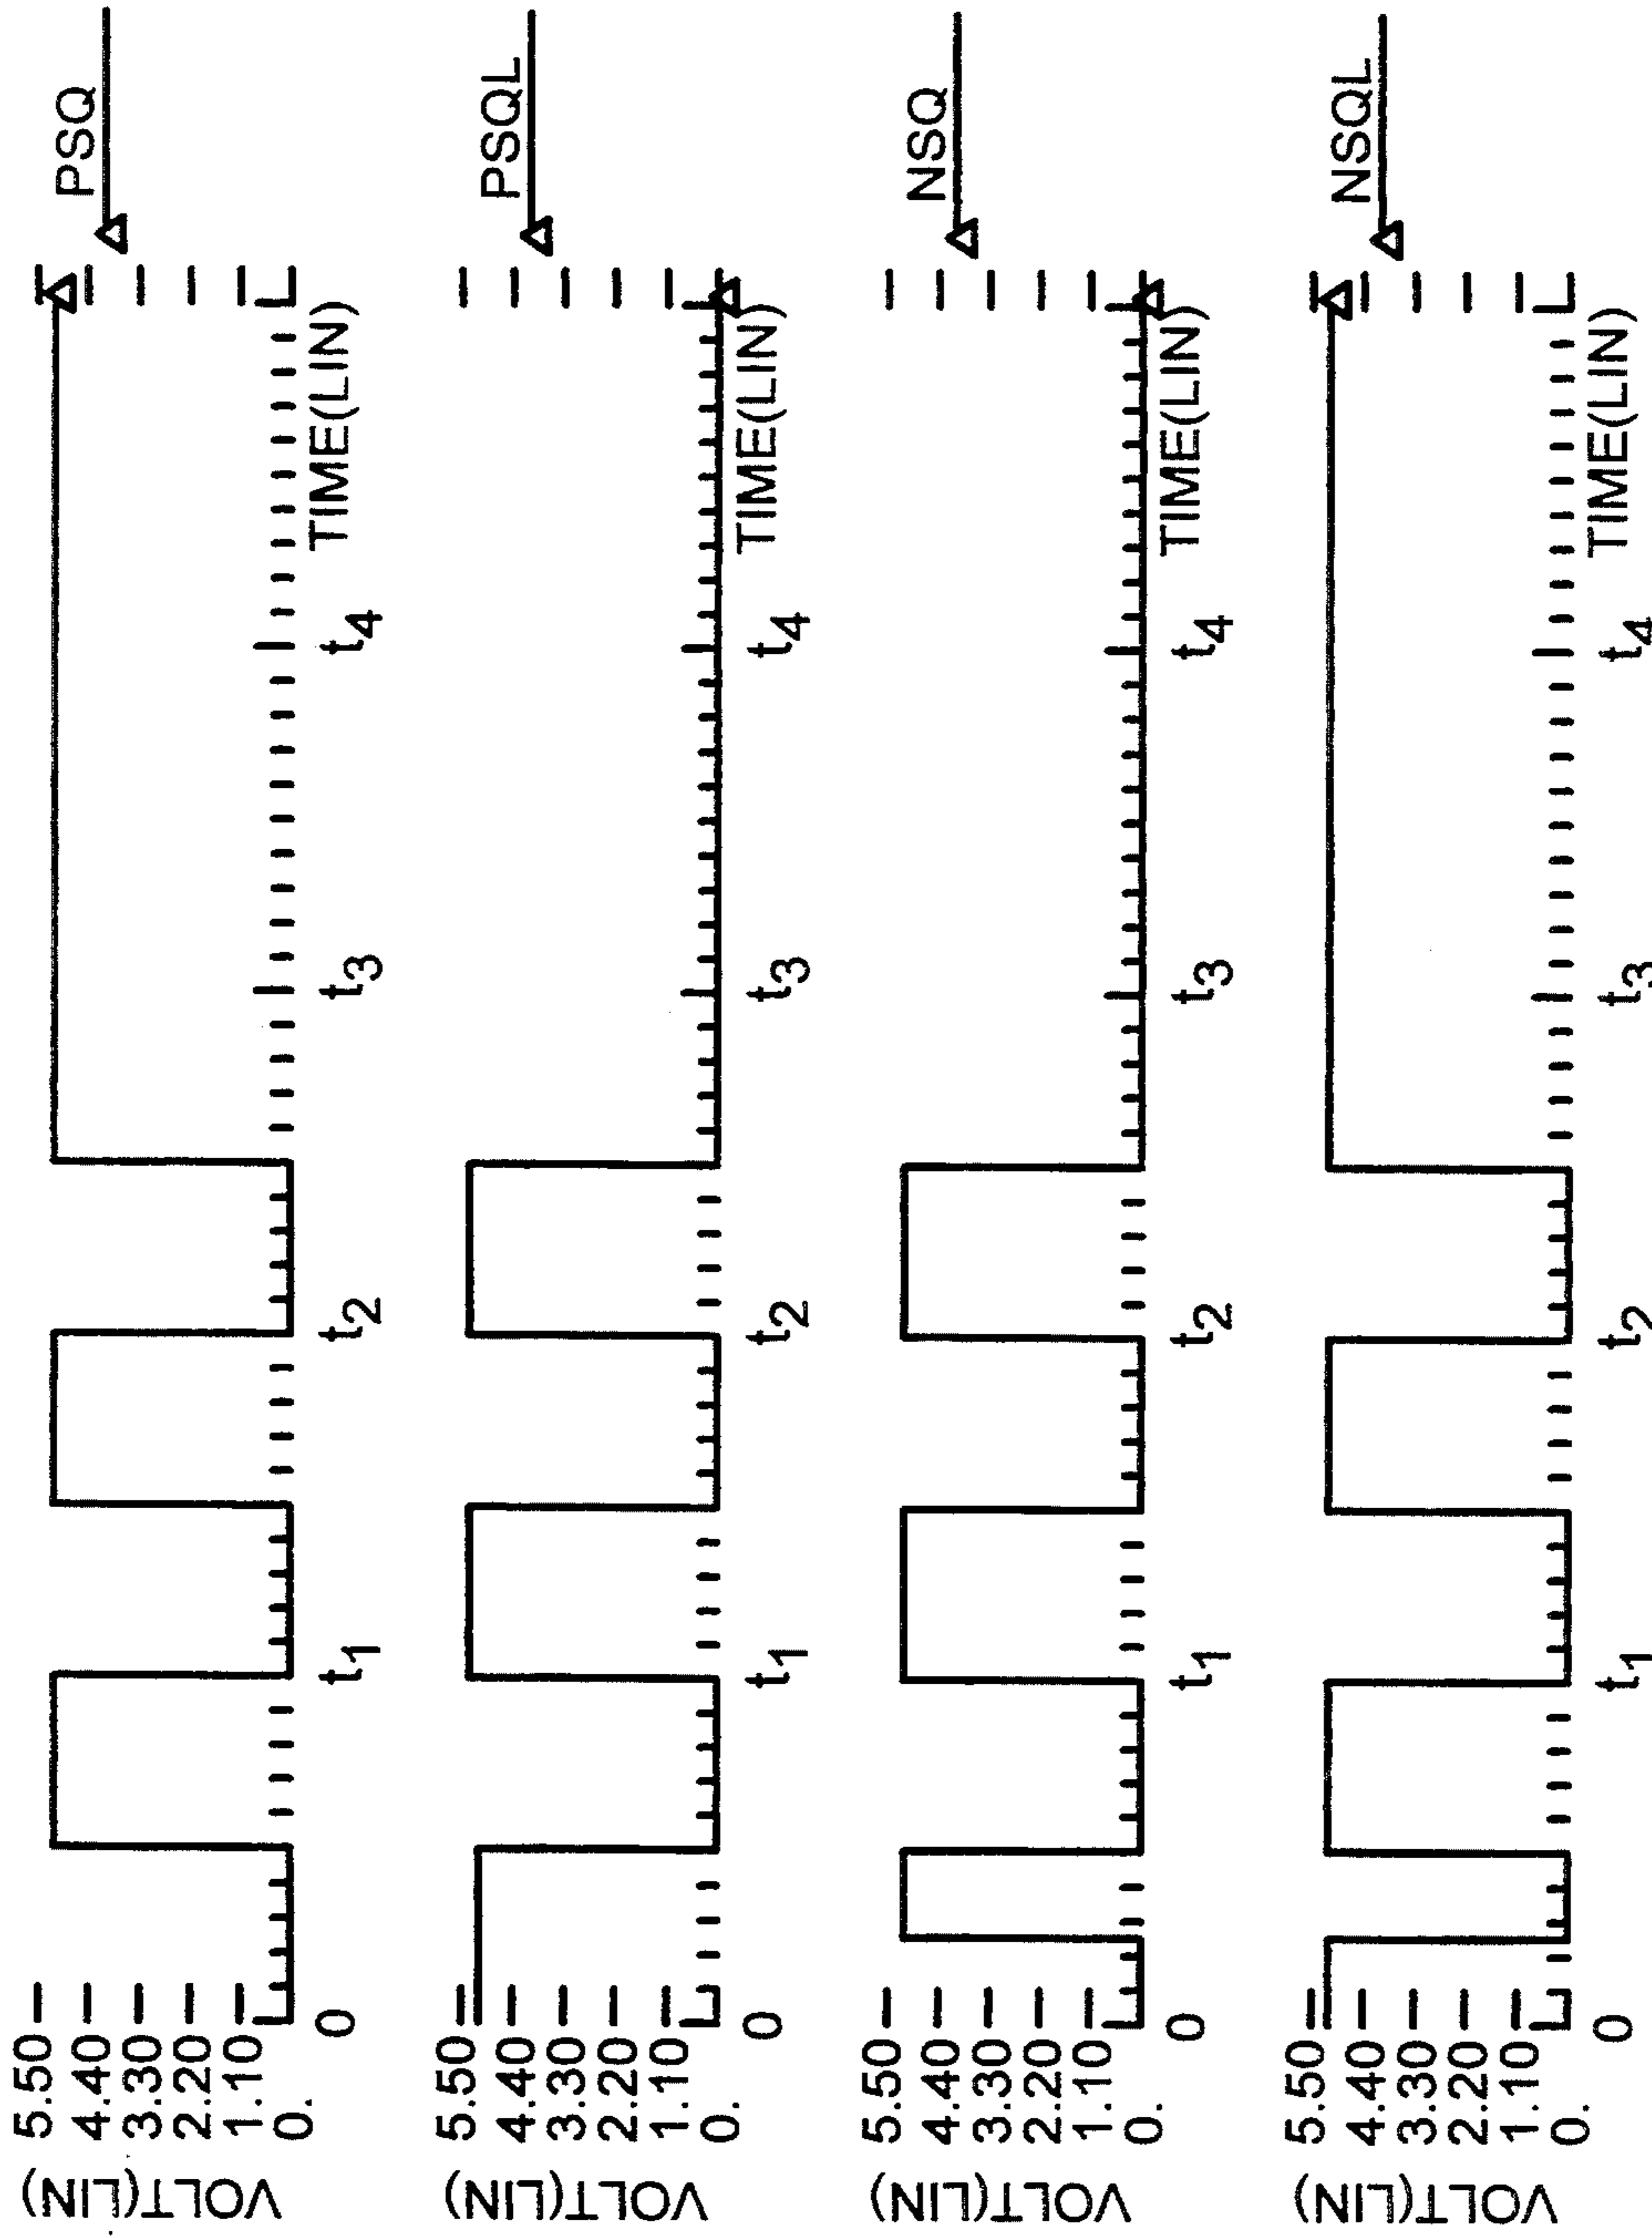 VOLT(LIN)
5.50
4.40
3.30
2.20
1.10
0.
0
t1
t2
t3
t4
TIME(LIN)
PSQ
VOLT(LIN)
5.50
4.40
3.30
2.20
1.10
0.
0
t1
t2
t3
t4
TIME(LIN)
PSQL
VOLT(LIN)
5.50
4.40
3.30
2.20
1.10
0.
0
t1
t2
t3
t4
TIME(LIN)
NSQ
VOLT(LIN)
5.50
4.40
3.30
2.20
1.10
0.
0
t1
t2
t3
t4
TIME(LIN)
NSQL